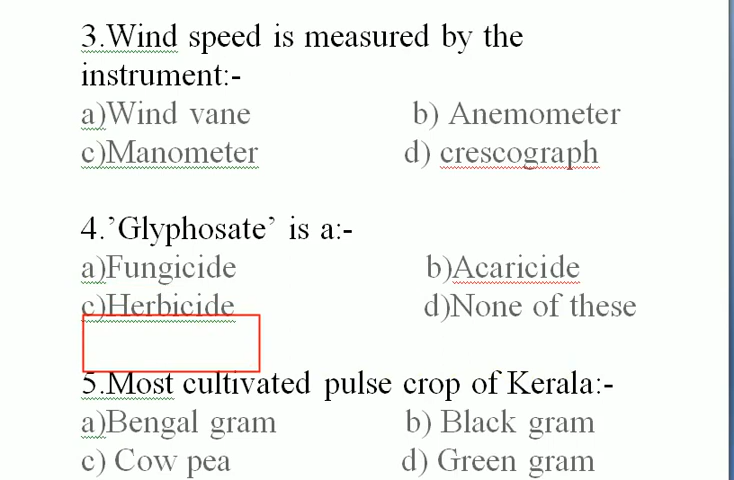 3.Wind speed is measured by the
instrument:-
a)Wind vane b) Anemometer
c)Manometer d) crescograph
4.’Glyphosate’ is a:-
a)Fungicide b)Acaricide
c)Herbicide d)None of these
5.Most cultivated pulse crop of Kerala:-
a)Bengal gram b) Black gram
c) Cow pea d) Green gram